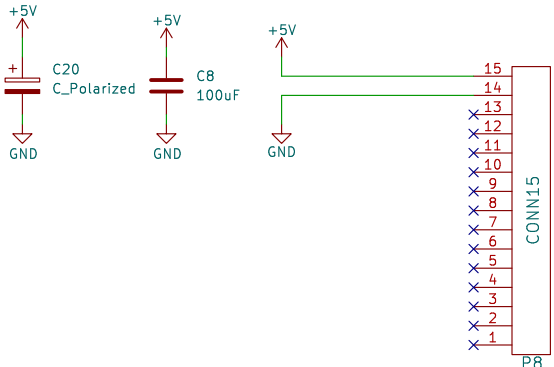 +5V
+
C20
C_Polarized
GND
+5V
C8
100uF
GND
+5V
GND
15
14
13
12
11
10
9
8
7
6
5
4
3
2
1
CONN15
P8